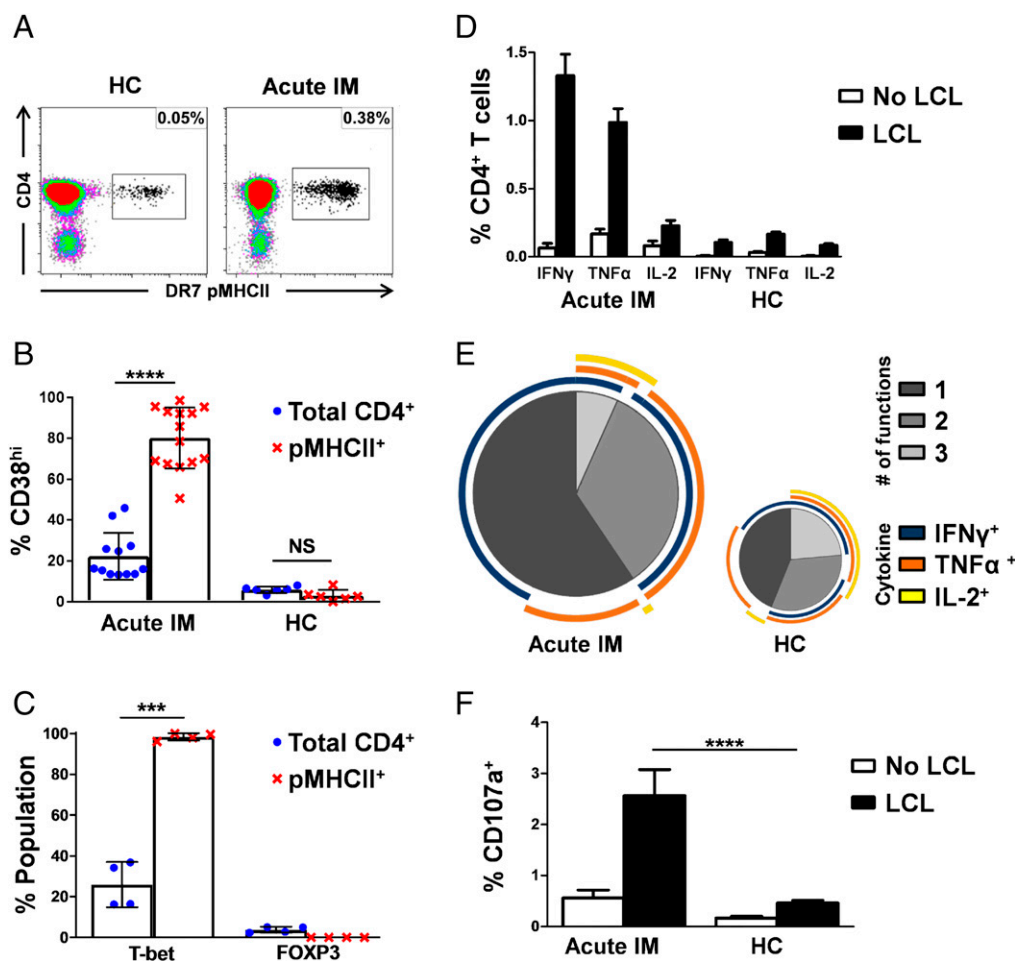 A
HC
Acute IM
0.05%
0.38%
CD4
DR7 pMHCII
B
****
100
80
60
40
20
0
% CD38hi
NS
Total CD4+
pMHCII+
Acute IM
HC
C
***
100
80
60
40
20
0
% Population
Total CD4+
pMHCII+
T-bet
FOXP3
D
1.5
1.0
0.5
0.0
% CD4+ T cells
No LCL
LCL
IFNγ TNFα IL-2 IFNγ TNFα IL-2
Acute IM HC
E
# of functions
1
2
3
Cytokine
IFNγ+
TNFα +
IL-2+
Acute IM
HC
F
4
3
2
1
0
% CD107a+
****
No LCL
LCL
Acute IM
HC